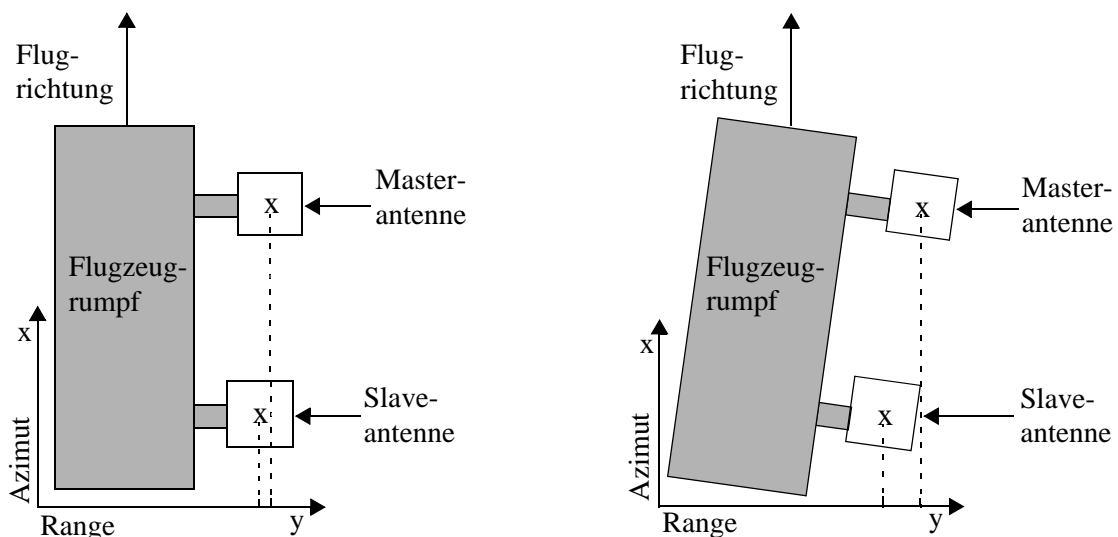 Flug-
richtung
Master-
antenne
x
Flugzeug-
rumpf
x
Slave-
antenne
x
Azimut
Range
y
Flug-
richtung
Master-
antenne
x
Flugzeug-
rumpf
x
Slave-
antenne
x
Azimut
Range
y